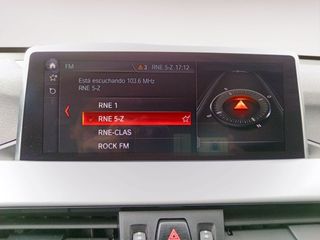 FM
3 RNE 5-Z 17:12
Está escuchando 103.6 MHz
RNE 5-Z
RNE 1
RNE 5-Z
RNE-CLAS
ROCK FM